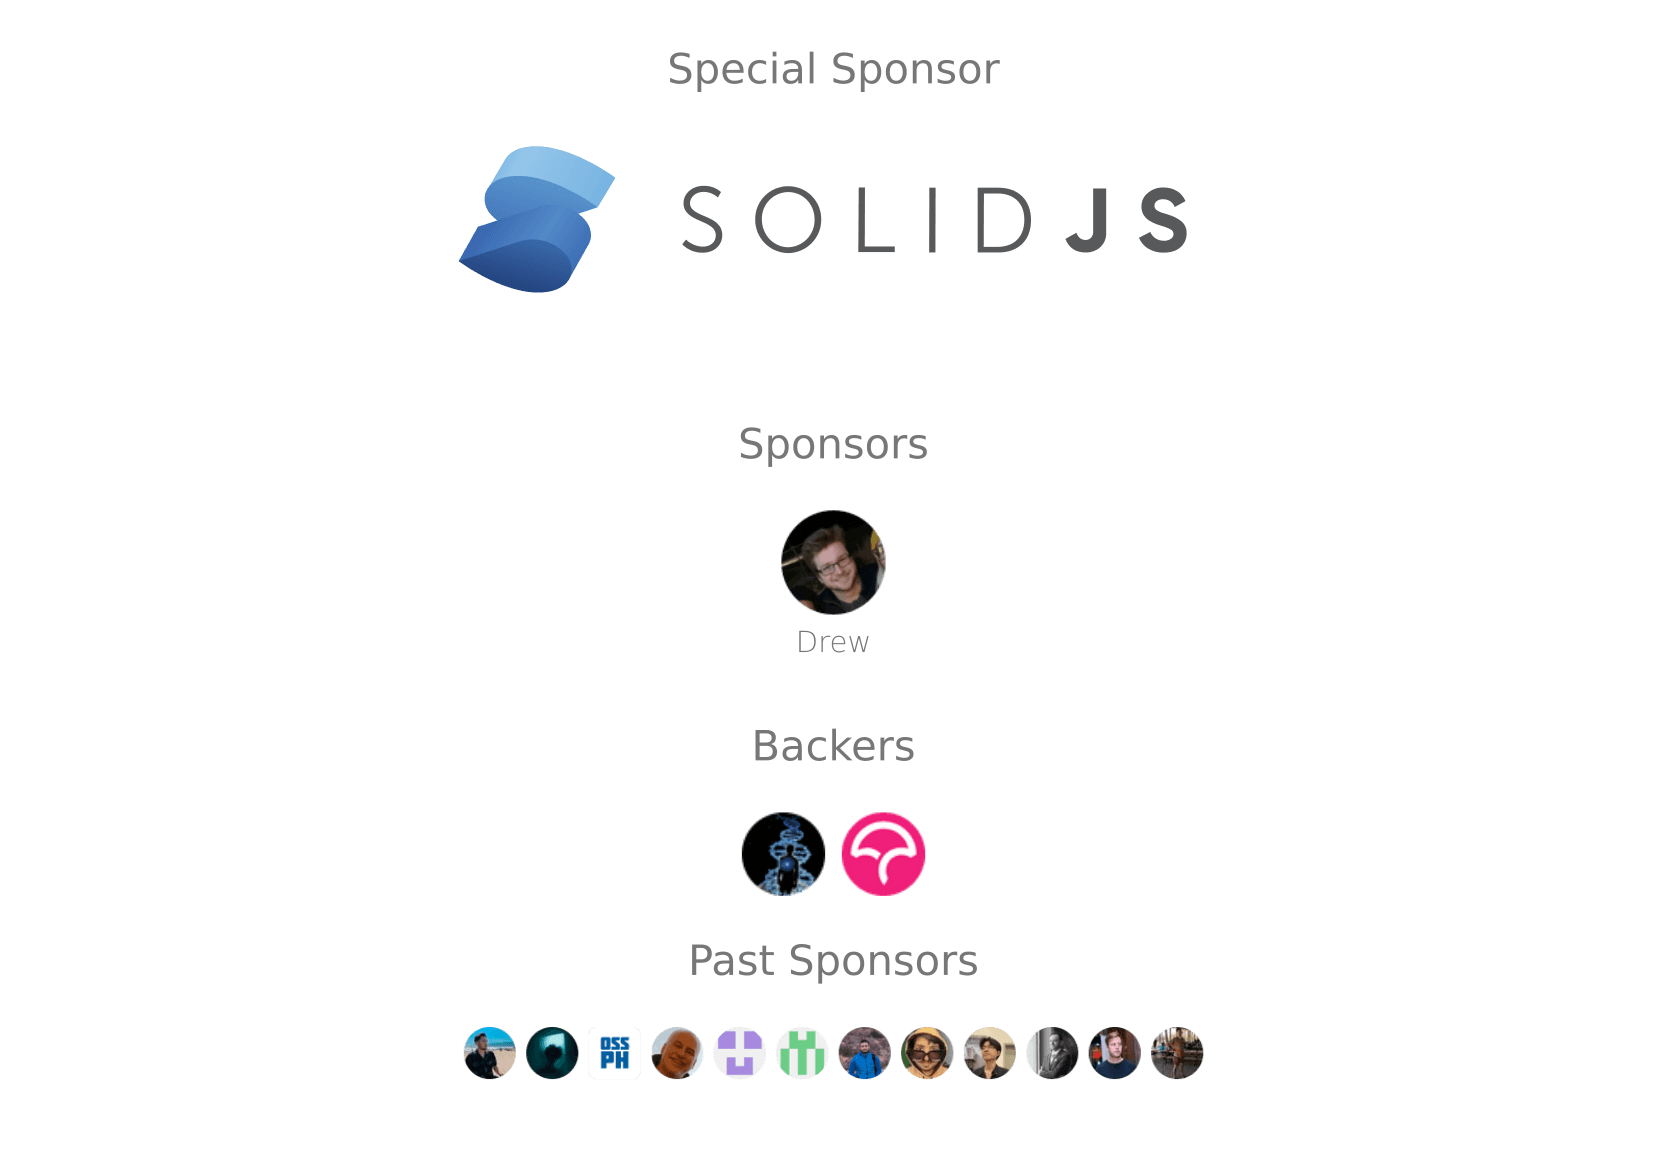 Special Sponsor
SOLIDJS
Sponsors
Drew
Backers
Past Sponsors
OSS
PH